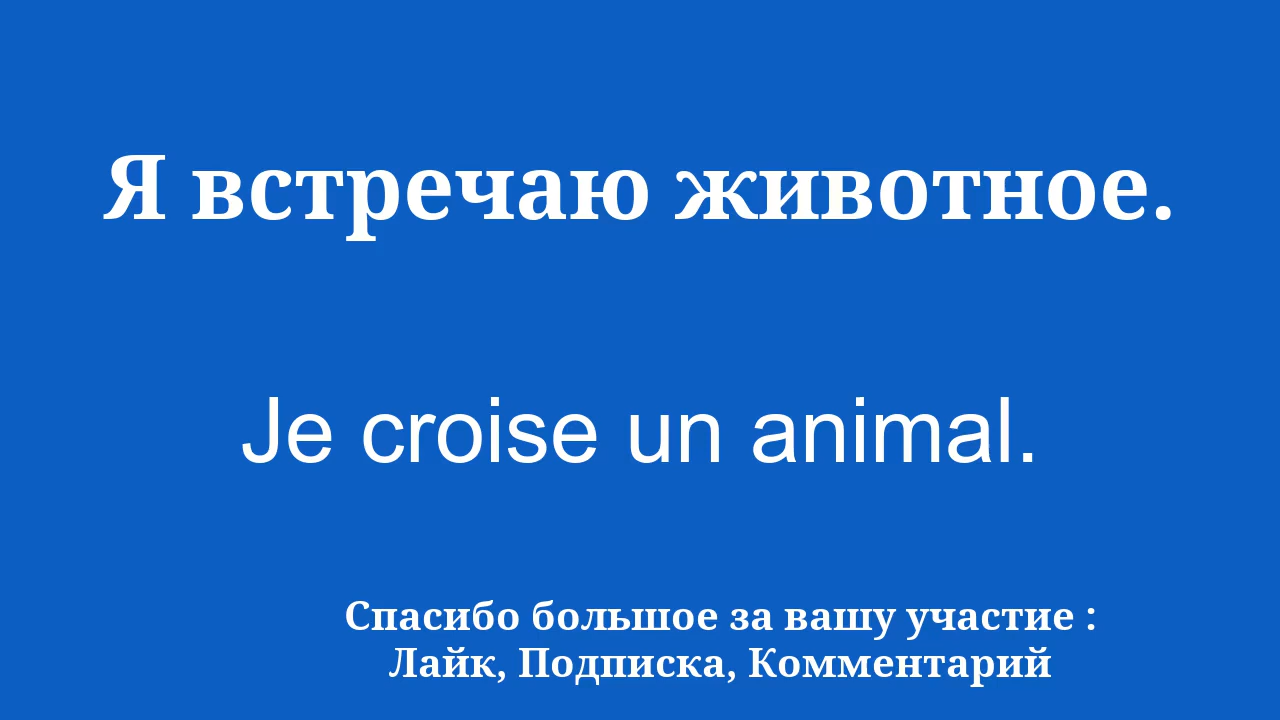 Я встречаю животное.
Je croise un animal.
Спасибо большое за вашу участие :
Лайк, Подписка, Комментарий